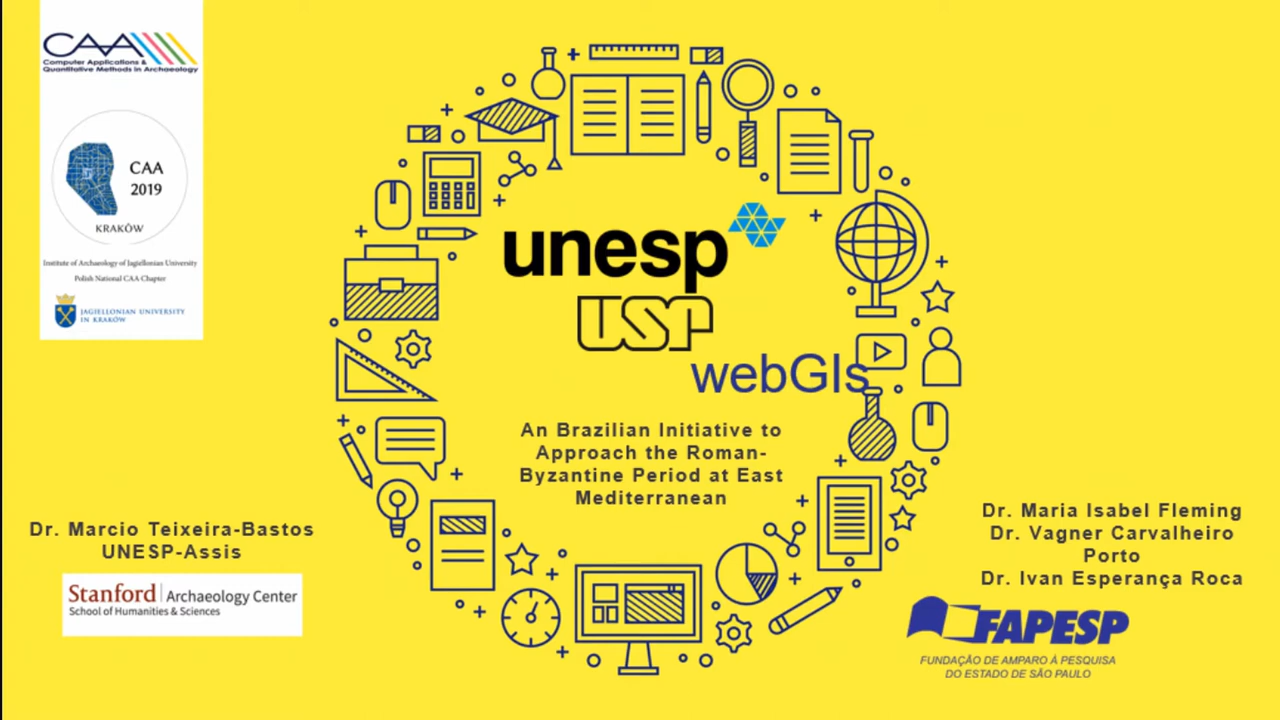 CAA
Computer Applications &
Quantitative Methods in Archaeology
CAA
2019
KRAKÓW
Institute of Archaeology of Jagiellonian University
Polish National CAA Chapter
JAGIELLONIAN UNIVERSITY
IN KRAKÓW
unesp
USP
webGIs
An Brazilian Initiative to
Approach the Roman-
Byzantine Period at East
Mediterranean
Dr. Marcio Teixeira-Bastos
UNESP-Assis
Stanford Archaeology Center
School of Humanities & Sciences
Dr. Maria Isabel Fleming
Dr. Vagner Carvalheiro
Porto
Dr. Ivan Esperança Roca
FAPESP
FUNDAÇÃO DE AMPARO À PESQUISA
DO ESTADO DE SÃO PAULO